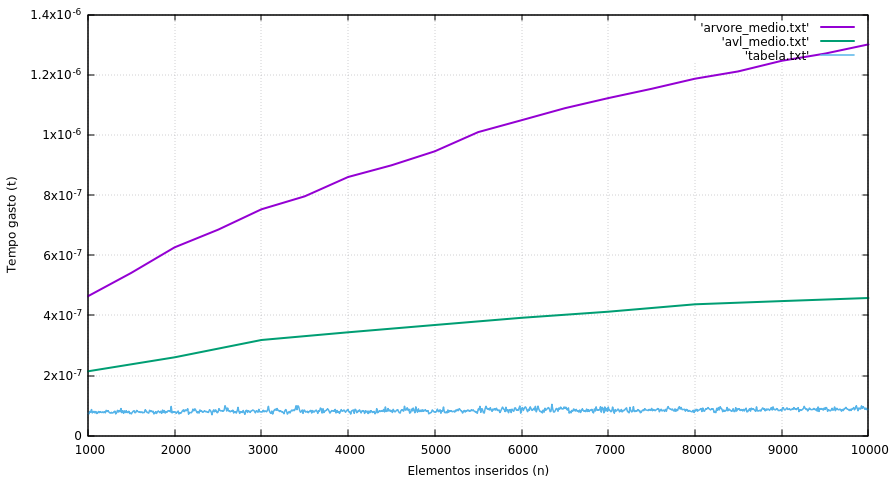 1.4x10-6
1.2x10-6
1x10-6
8x10-7
6x10-7
4x10-7
2x10-7
0
1000 2000 3000 4000 5000 6000 7000 8000 9000 10000
Tempo gasto (t)
Elementos inseridos (n)
'arvore_medio.txt'
'avl_medio.txt'
'tabela.txt'